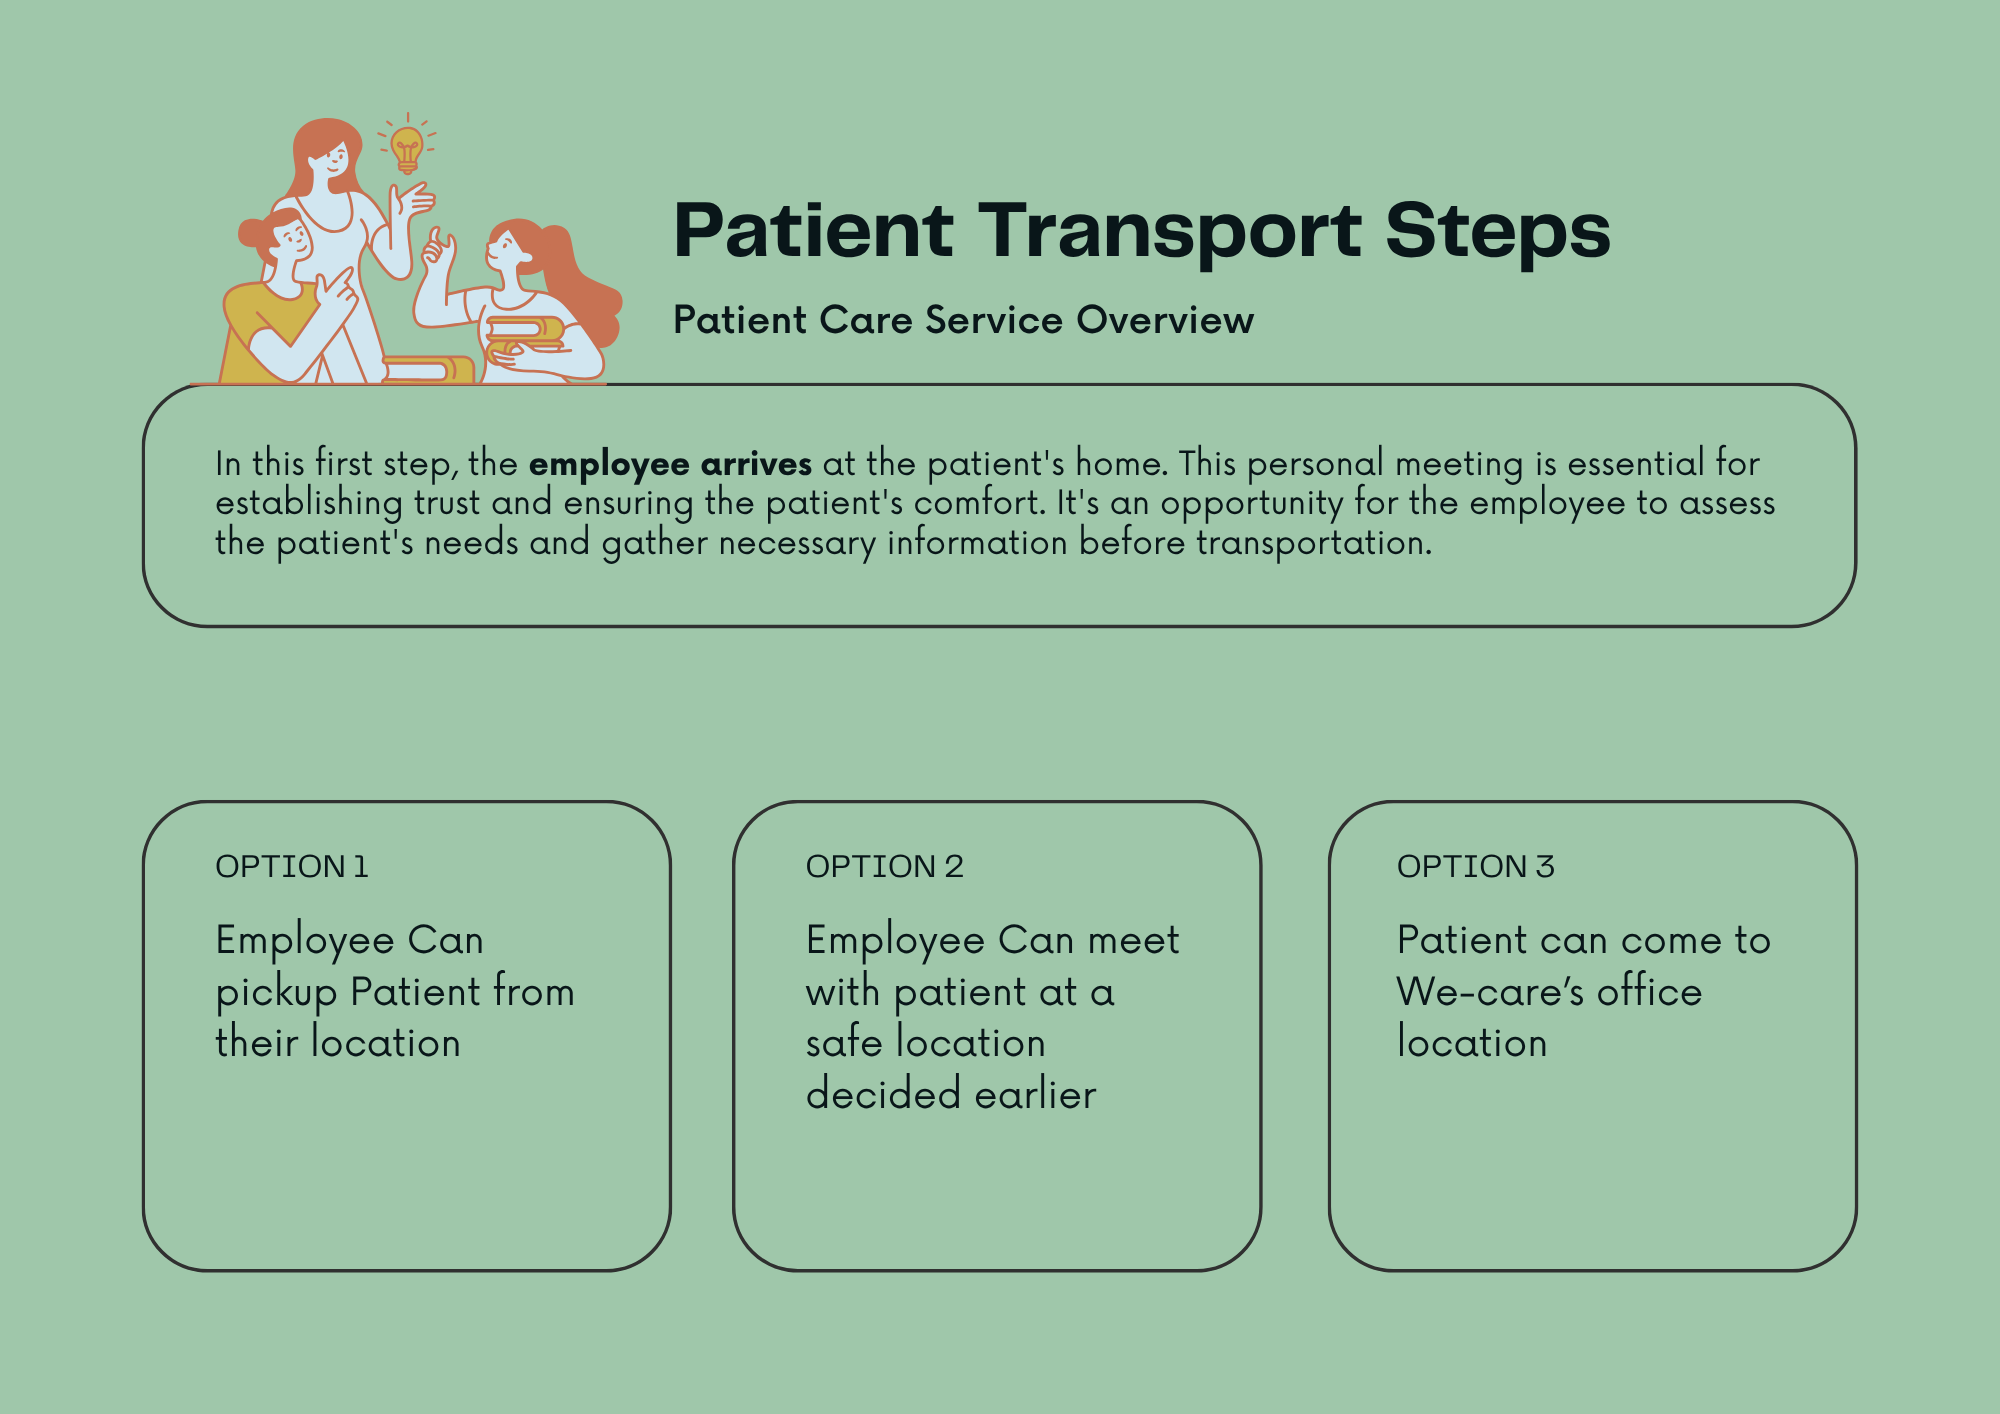 Patient Transport Steps
Patient Care Service Overview
In this first step, the employee arrives at the patient's home. This personal meeting is essential for
establishing trust and ensuring the patient's comfort. It's an opportunity for the employee to assess
the patient's needs and gather necessary information before transportation.
OPTION 1
Employee Can
pickup Patient from
their location
OPTION 2
Employee Can meet
with patient at a
safe location
decided earlier
OPTION 3
Patient can come to
We-care’s office
location